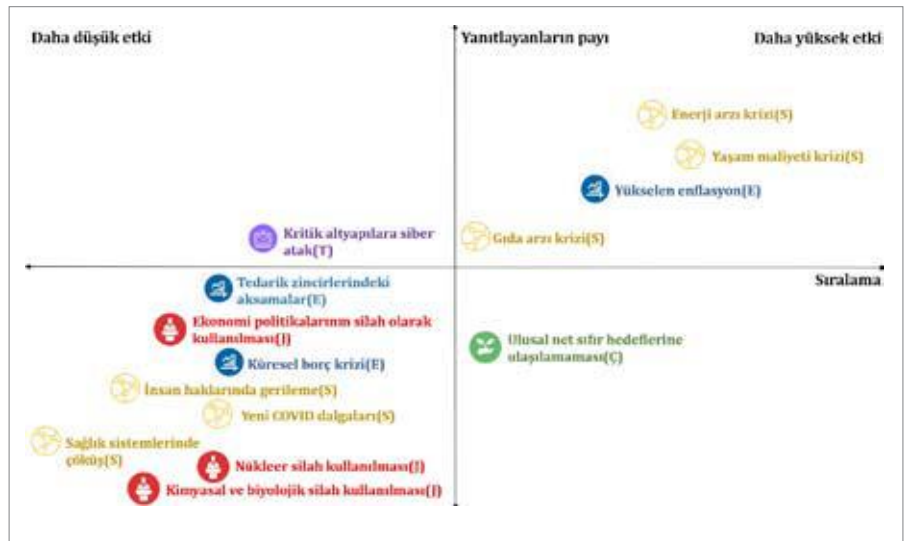 Daha düşük etki
Yanıtlayanların payı
Daha yüksek etki
Enerji arzı krizi(S)
Yaşam maliyeti krizi(S)
Yükselen enflasyon(E)
Kritik altyapılara siber
atak(T)
Gıda arzı krizi(S)
Sıralama
Tedarik zincirlerindeki
aksamalar(E)
Ekonomi politikalarının silah olarak
kullanılması(J)
Ulusal net sıfır hedeflerine
ulaşılamaması(Ç)
Küresel borç krizi(E)
İnsan haklarında gerileme(S)
Yeni COVID dalgaları(S)
Sağlık sistemlerinde
çöküş(S)
Nükleer silah kullanılması(J)
Kimyasal ve biyolojik silah kullanılması(J)